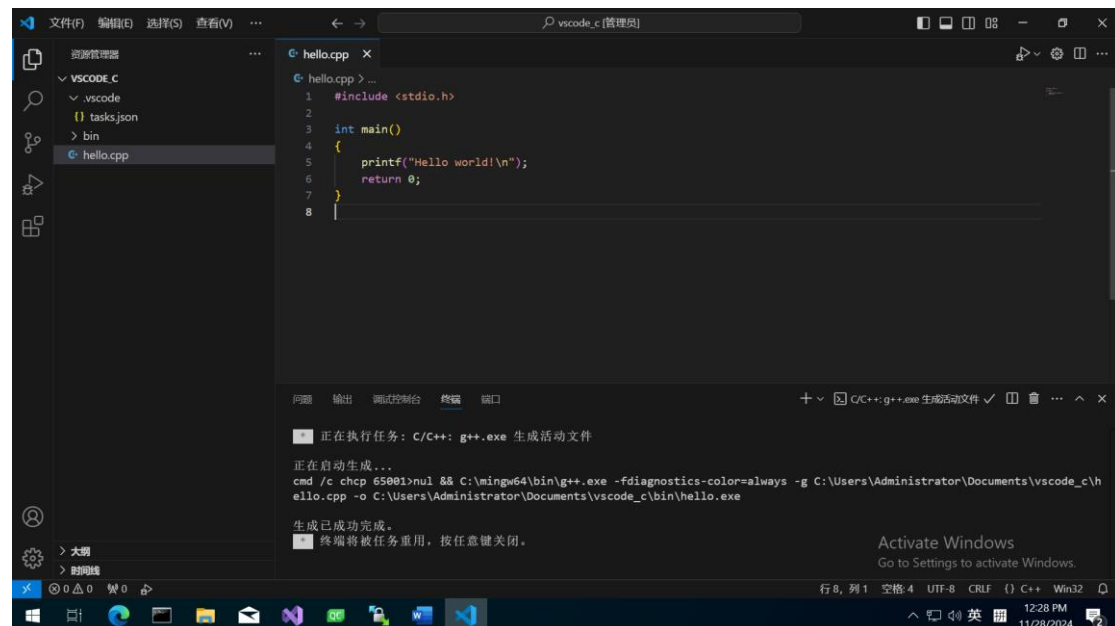 文件(F) 编辑(E) 选择(S) 查看(V) ··· vscode_c [管理员]
资源管理器 ···
hello.cpp
VSCODE_C
hello.cpp > ...
.vscode
1 #include <stdio.h>
{} tasks.json
2
bin
3 int main()
hello.cpp
4 {
5 printf("Hello world!\n");
6 return 0;
7 }
8
问题 输出 调试控制台 终端 端口 C/C++: g++.exe 生成活动文件
* 正在执行任务: C/C++: g++.exe 生成活动文件
正在启动生成...
cmd /c chcp 65001>nul && C:\mingw64\bin\g++.exe -fdiagnostics-color=always -g C:\Users\Administrator\Documents\vscode_c\h
ello.cpp -o C:\Users\Administrator\Documents\vscode_c\bin\hello.exe
生成已成功完成。
* 终端将被任务重用，按任意键关闭。
Activate Windows
Go to Settings to activate Windows.
大纲
时间线
0 0 0 行 8，列 1 空格: 4 UTF-8 CRLF {} C++ Win32
QC 英 拼 12:28 PM
11/28/2024 2